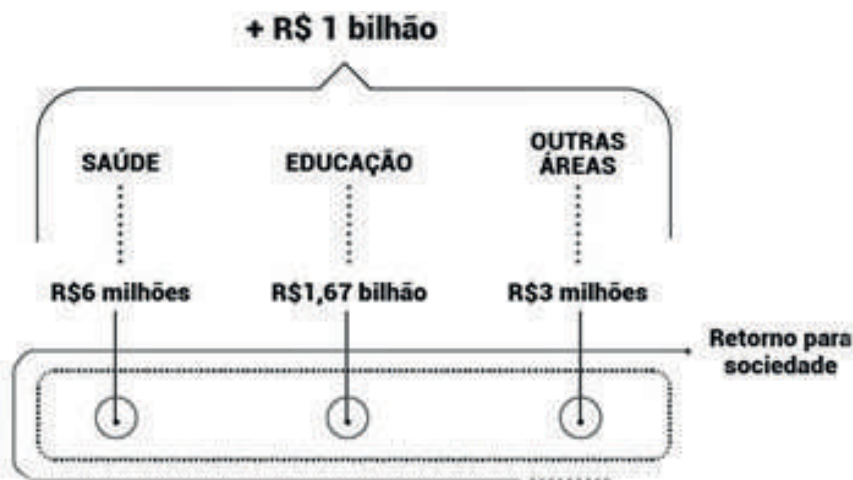 + R$ 1 bilhão
SAÚDE
EDUCAÇÃO
OUTRAS
ÁREAS
R$6 milhões
R$1,67 bilhão
R$3 milhões
Retorno para
sociedade